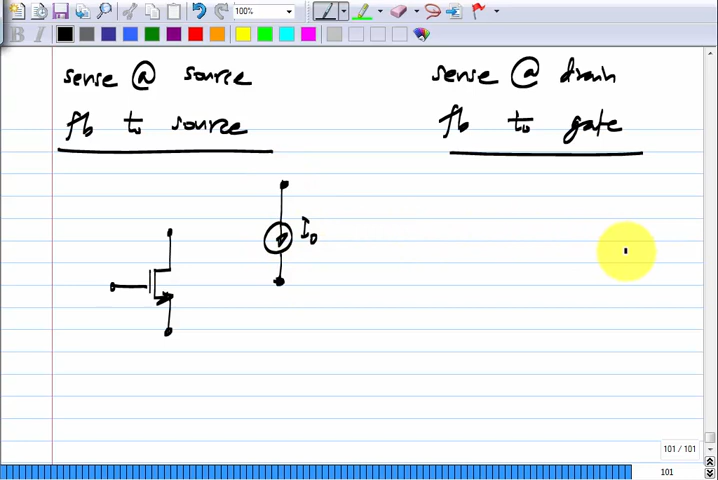 100%
B I
sense @ source
fb to source
sense @ drain
fb to gate
I0
101 / 101
101